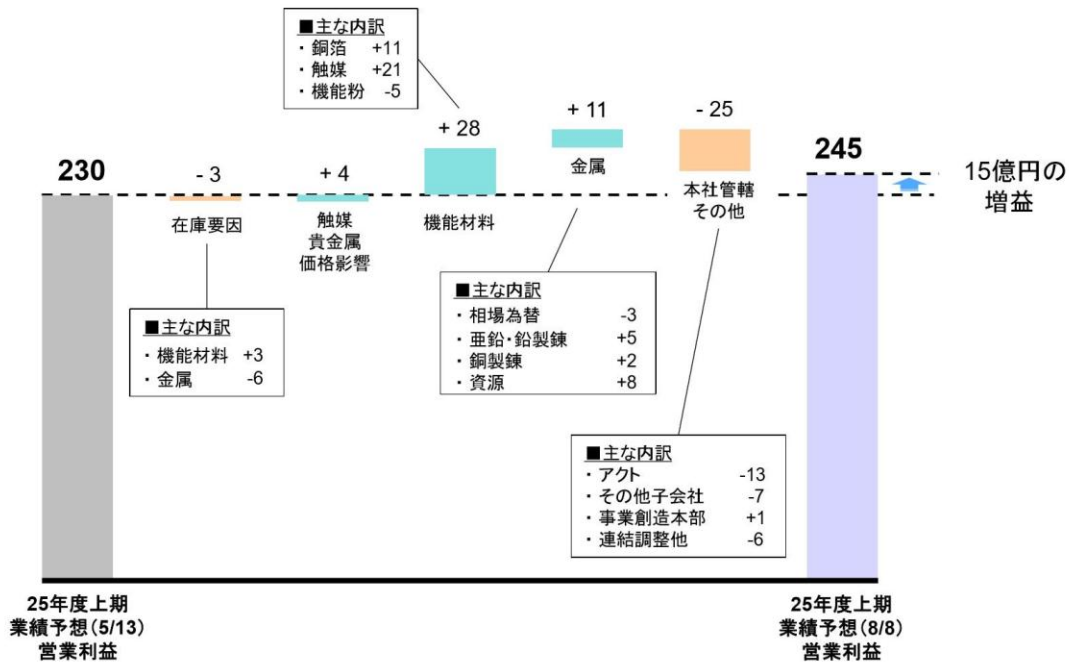 ■主な内訳
・銅箔 +11
・触媒 +21
・機能粉 -5
230
- 3
在庫要因
+ 4
触媒
貴金属
価格影響
+ 28
機能材料
+ 11
金属
- 25
本社管轄
その他
245
15億円の
増益
■主な内訳
・機能材料 +3
・金属 -6
■主な内訳
・相場為替 -3
・亜鉛・鉛製錬 +5
・銅製錬 +2
・資源 +8
■主な内訳
・アクト -13
・その他子会社 -7
・事業創造本部 +1
・連結調整他 -6
25年度上期
業績予想(5/13)
営業利益
25年度上期
業績予想(8/8)
営業利益